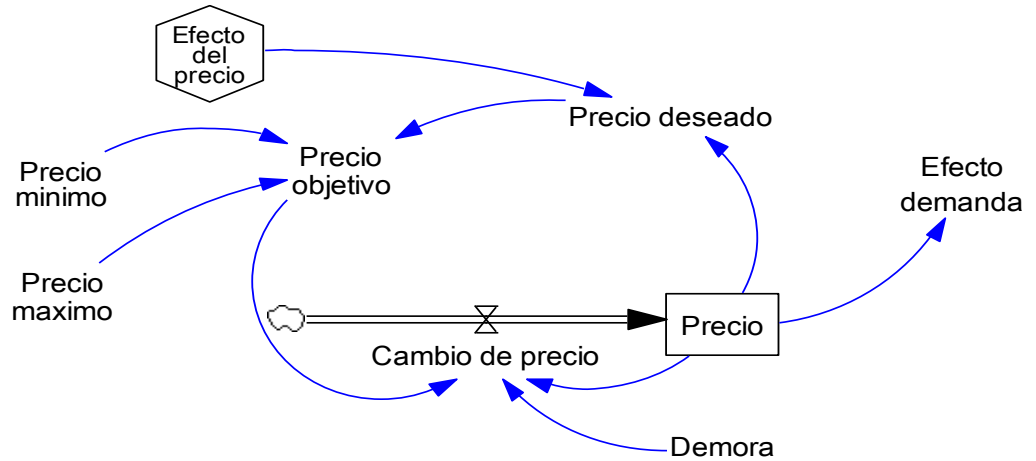 Efecto
del
precio
Precio deseado
Precio
minimo
Precio
objetivo
Efecto
demanda
Precio
maximo
Precio
Cambio de precio
Demora